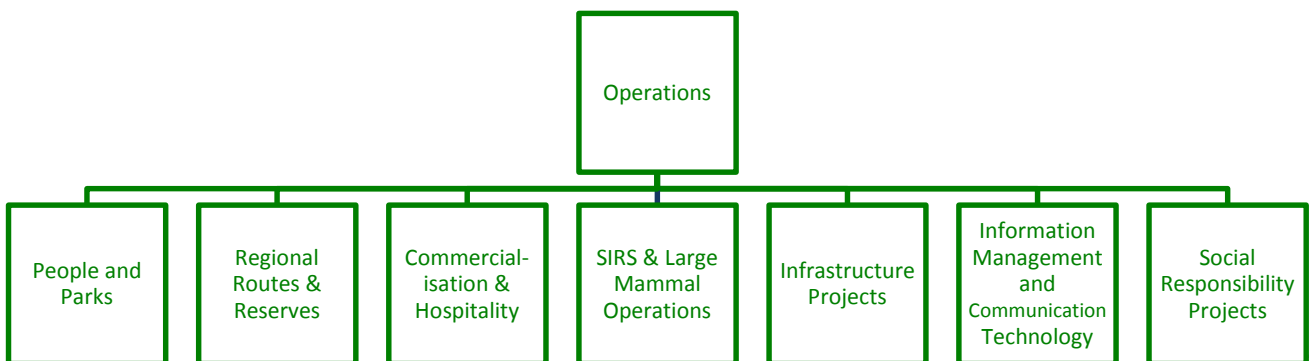 Operations
People and
Parks
Regional
Routes &
Reserves
Commercial-
isation &
Hospitality
SIRS & Large
Mammal
Operations
Infrastructure
Projects
Information
Management
and
Communication
Technology
Social
Responsibility
Projects